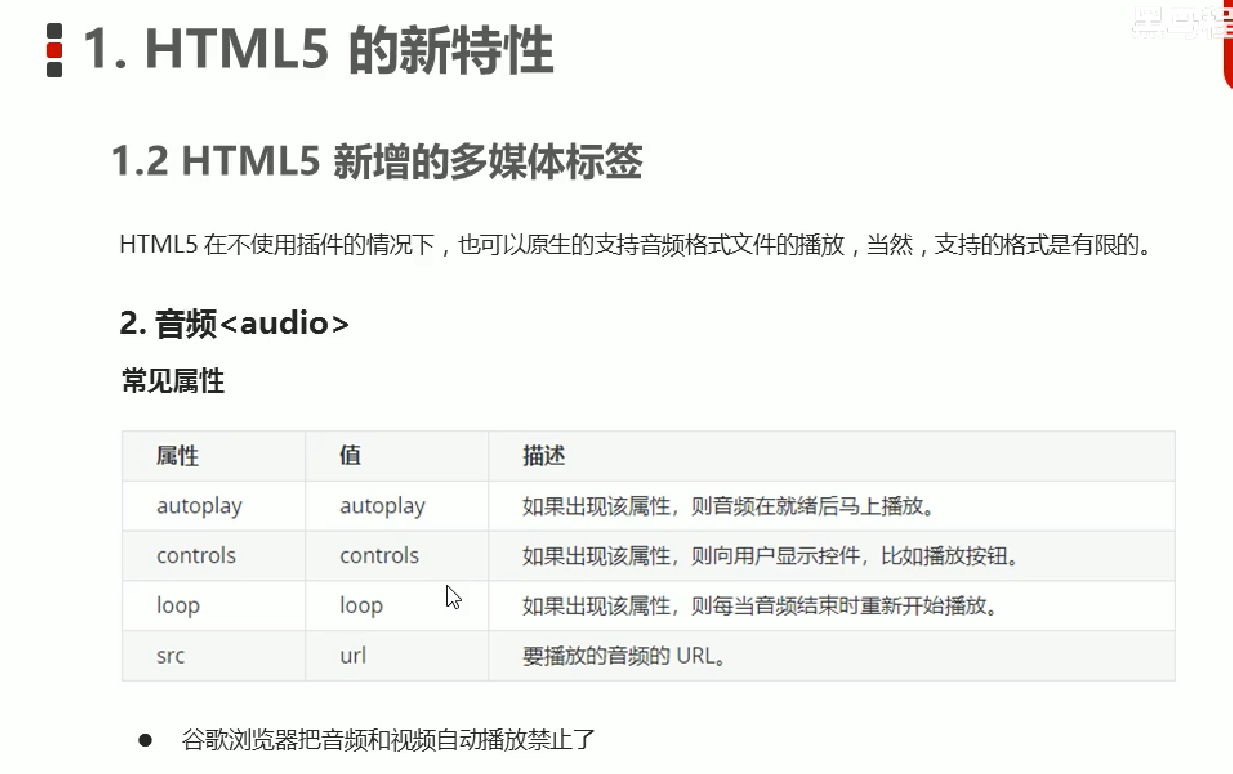 黑马程
1. HTML5 的新特性
1.2 HTML5 新增的多媒体标签
HTML5 在不使用插件的情况下，也可以原生的支持音频格式文件的播放，当然，支持的格式是有限的。
2. 音频<audio>
常见属性
属性 值 描述
autoplay autoplay 如果出现该属性，则音频在就绪后马上播放。
controls controls 如果出现该属性，则向用户显示控件，比如播放按钮。
loop loop 如果出现该属性，则每当音频结束时重新开始播放。
src url 要播放的音频的 URL。
● 谷歌浏览器把音频和视频自动播放禁止了